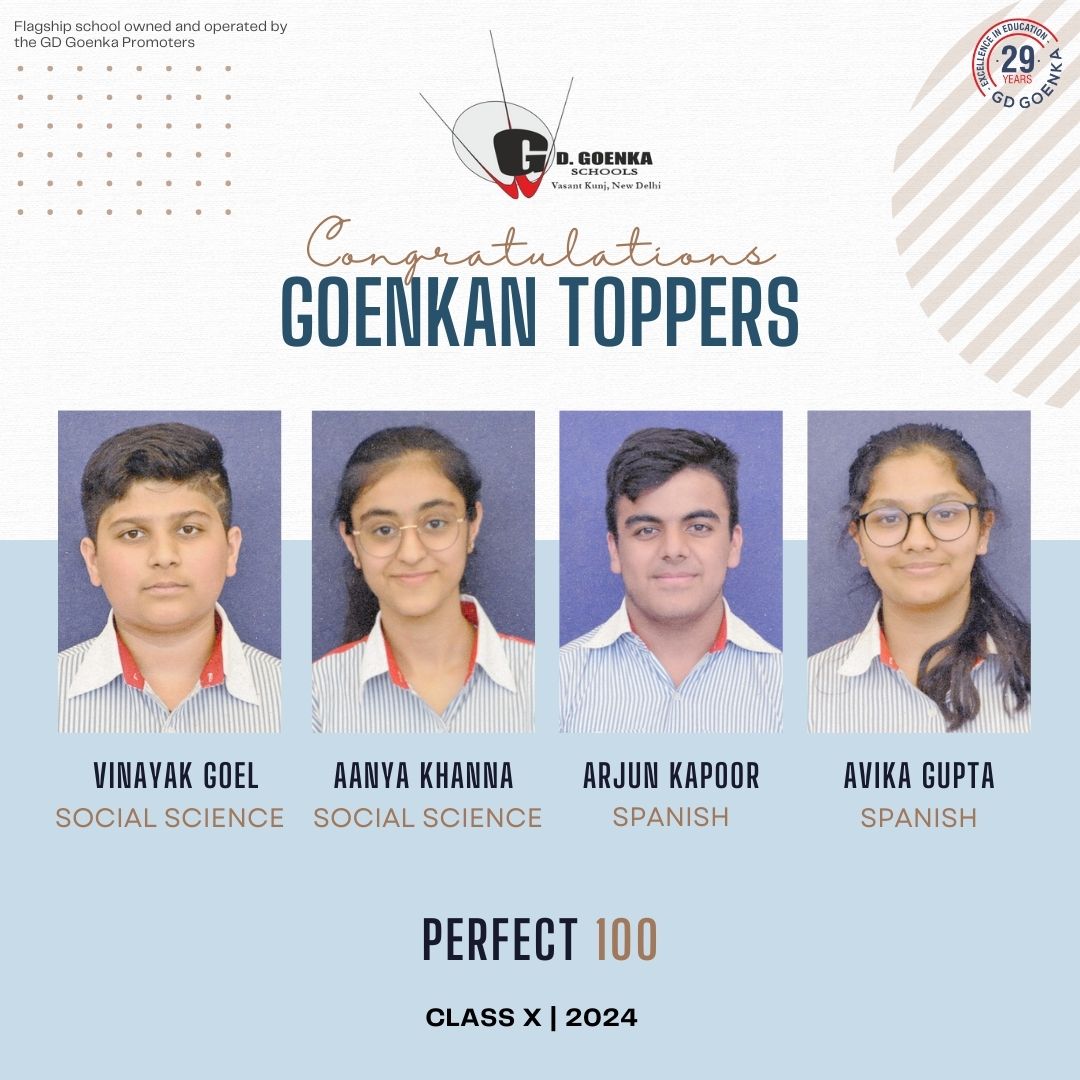 Flagship school owned and operated by
the GD Goenka Promoters
EXCELLENCE IN EDUCATION
29
YEARS
GD GOENKA
G D. GOENKA
SCHOOLS
Vasant Kunj, New Delhi
Congratulations
GOENKAN TOPPERS
VINAYAK GOEL
SOCIAL SCIENCE
AANYA KHANNA
SOCIAL SCIENCE
ARJUN KAPOOR
SPANISH
AVIKA GUPTA
SPANISH
PERFECT 100
CLASS X | 2024